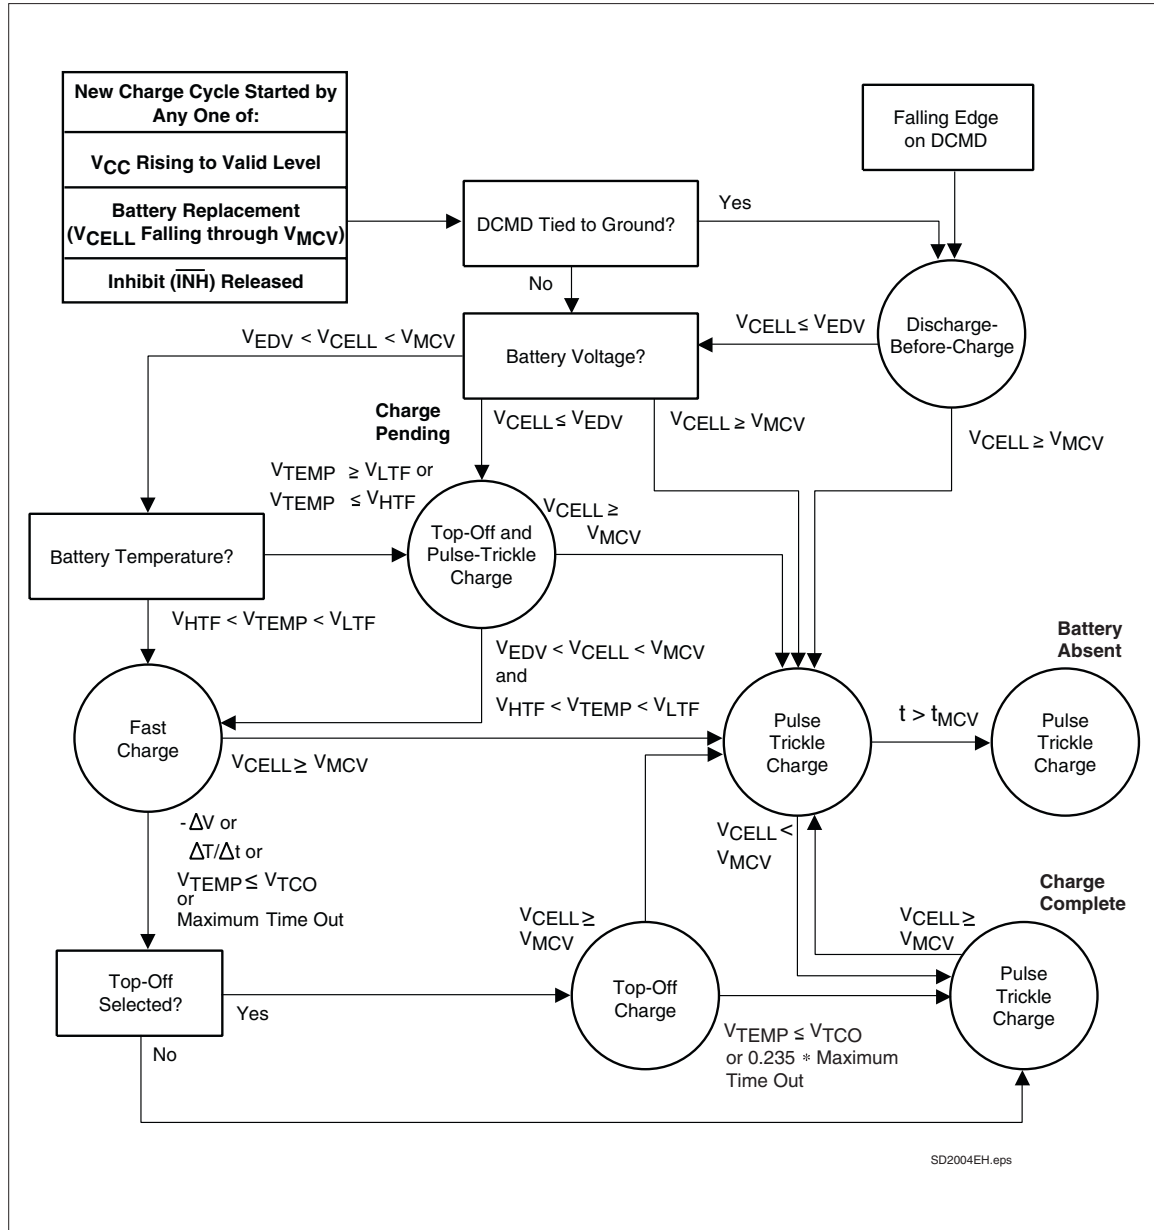 New Charge Cycle Started by
Any One of:
VCC Rising to Valid Level
Battery Replacement
(VCELL Falling through VMCV)
Inhibit (INH) Released
Falling Edge
on DCMD
DCMD Tied to Ground?
Yes
No
VEDV < VCELL < VMCV
Battery Voltage?
VCELL ≤ VEDV
Discharge-
Before-Charge
Charge
Pending
VCELL ≤ VEDV
VCELL ≥ VMCV
VCELL ≥ VMCV
VTEMP ≥ VLTF or
VTEMP ≤ VHTF
Battery Temperature?
Top-Off and
Pulse-Trickle
Charge
VCELL ≥
VMCV
VHTF < VTEMP < VLTF
VEDV < VCELL < VMCV
and
VHTF < VTEMP < VLTF
Battery
Absent
Fast
Charge
VCELL ≥ VMCV
Pulse
Trickle
Charge
t > tMCV
Pulse
Trickle
Charge
-ΔV or
ΔT/Δt or
VTEMP ≤ VTCO
or
Maximum Time Out
VCELL <
VMCV
Charge
Complete
VCELL ≥
VMCV
VCELL ≥
VMCV
Top-Off
Selected?
Yes
No
Top-Off
Charge
VTEMP ≤ VTCO
or 0.235 * Maximum
Time Out
Pulse
Trickle
Charge
SD2004EH.eps